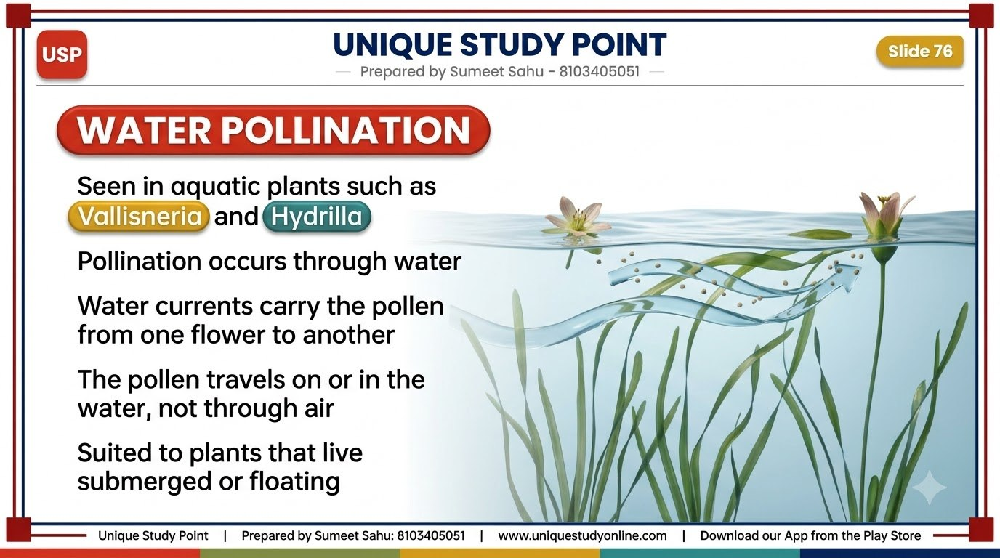 USP
UNIQUE STUDY POINT
Prepared by Sumeet Sahu - 8103405051
Slide 76
WATER POLLINATION
Seen in aquatic plants such as
Vallisneria and Hydrilla
Pollination occurs through water
Water currents carry the pollen
from one flower to another
The pollen travels on or in the
water, not through air
Suited to plants that live
submerged or floating
Unique Study Point | Prepared by Sumeet Sahu: 8103405051 | www.uniquestudyonline.com | Download our App from the Play Store